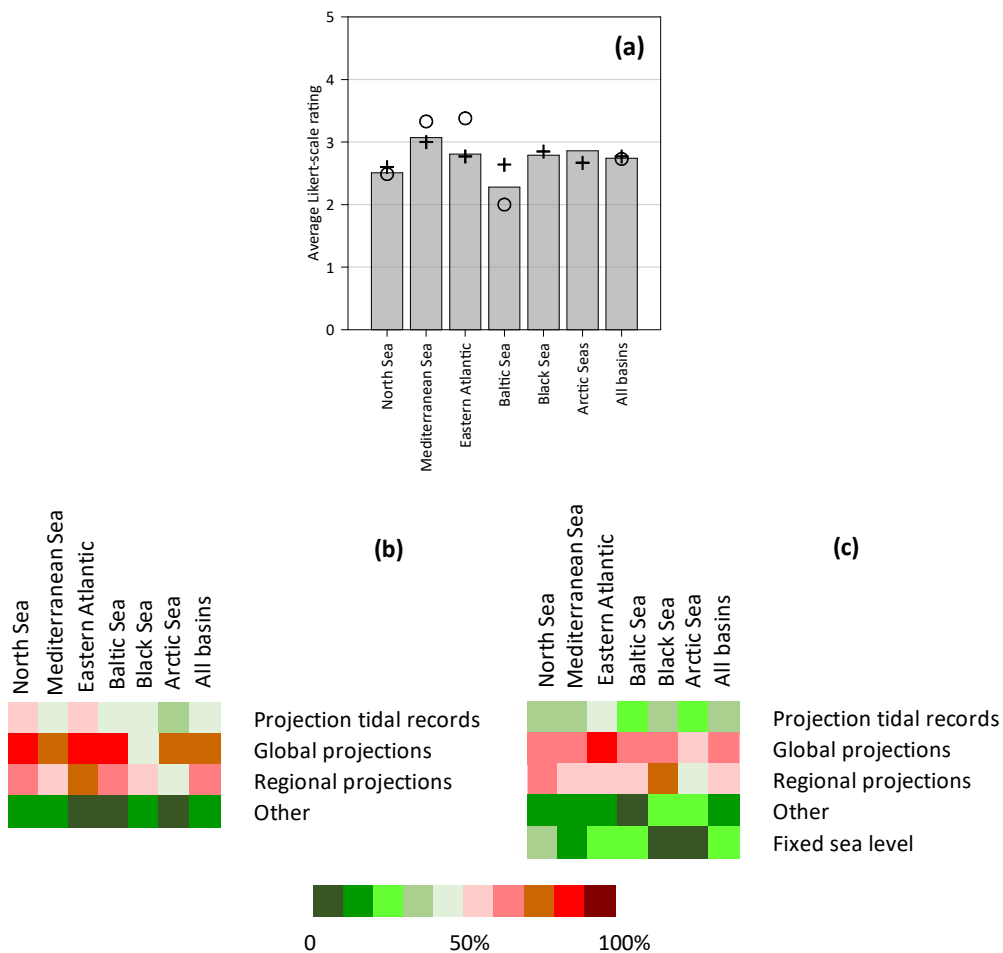 (a)
Average Likert-scale rating
5
4
3
2
1
0
North Sea
Mediterranean Sea
Eastern Atlantic
Baltic Sea
Black Sea
Arctic Seas
All basins
(b)
North Sea
Mediterranean Sea
Eastern Atlantic
Baltic Sea
Black Sea
Arctic Sea
All basins
Projection tidal records
Global projections
Regional projections
Other
(c)
North Sea
Mediterranean Sea
Eastern Atlantic
Baltic Sea
Black Sea
Arctic Sea
All basins
Projection tidal records
Global projections
Regional projections
Other
Fixed sea level
0
50%
100%